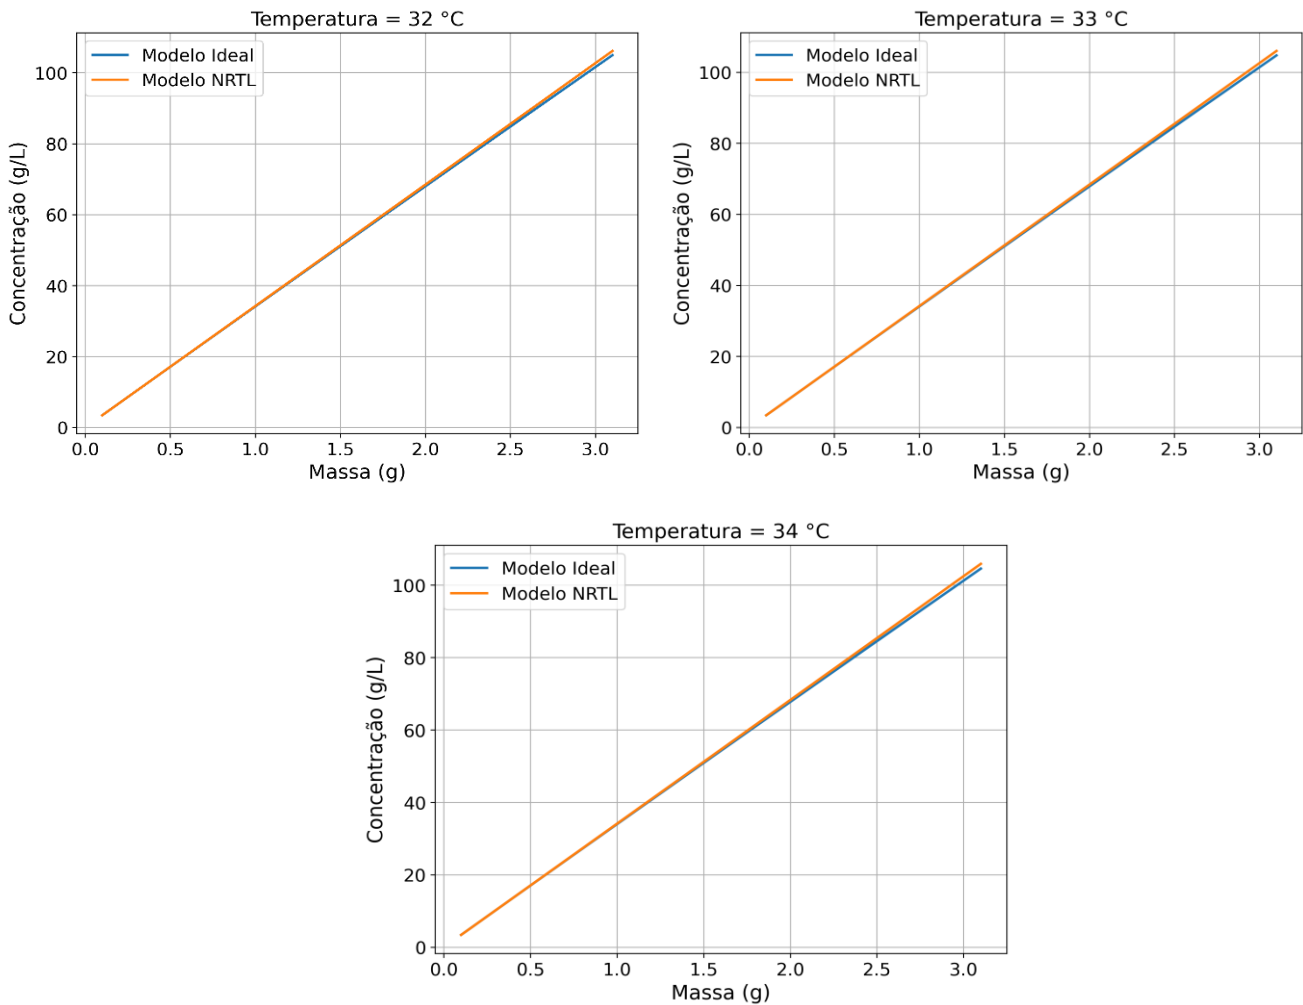 Temperatura = 32 °C
Modelo Ideal
Modelo NRTL
Concentração (g/L)
100
80
60
40
20
0
0.0 0.5 1.0 1.5 2.0 2.5 3.0
Massa (g)
Temperatura = 33 °C
Modelo Ideal
Modelo NRTL
Concentração (g/L)
100
80
60
40
20
0
0.0 0.5 1.0 1.5 2.0 2.5 3.0
Massa (g)
Temperatura = 34 °C
Modelo Ideal
Modelo NRTL
Concentração (g/L)
100
80
60
40
20
0
0.0 0.5 1.0 1.5 2.0 2.5 3.0
Massa (g)